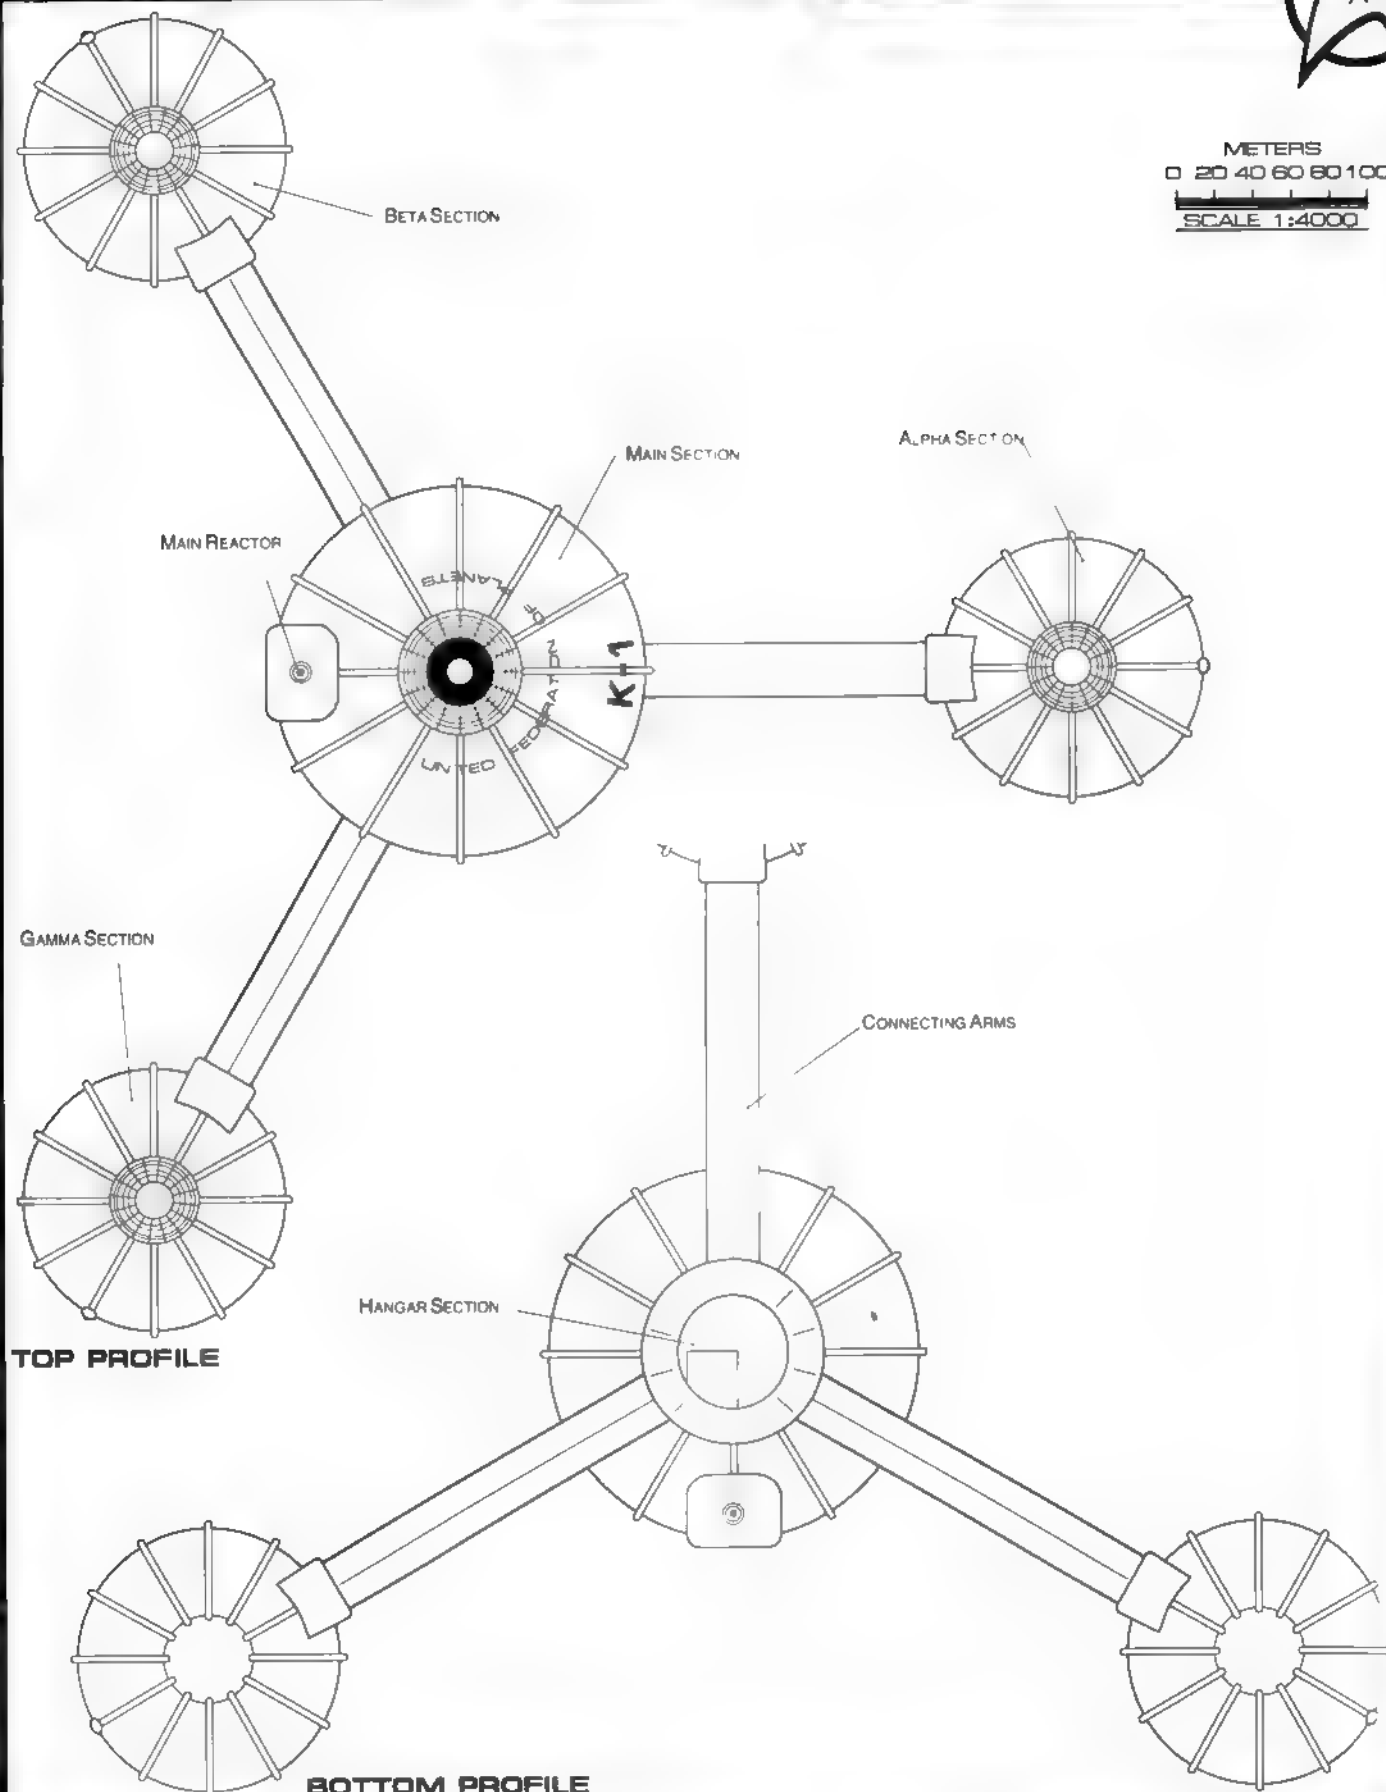 METERS
0 20 40 60 80 100
SCALE 1:4000
BETA SECTION
MAIN SECTION
ALPHA SECTION
MAIN REACTOR
PLANETS
OF
K-1
FEDERATION
UNITED
GAMMA SECTION
CONNECTING ARMS
HANGAR SECTION
TOP PROFILE
BOTTOM PROFILE